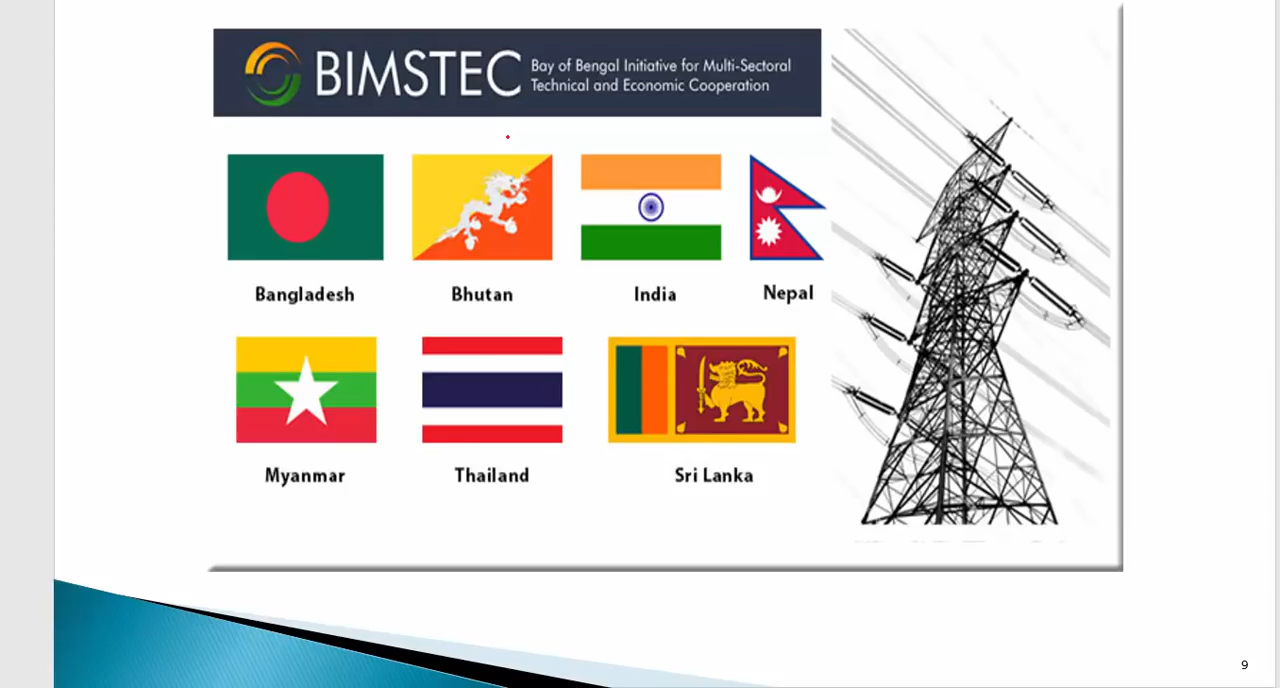 BIMSTEC
Bay of Bengal Initiative for Multi-Sectoral
Technical and Economic Cooperation
Bangladesh
Bhutan
India
Nepal
Myanmar
Thailand
Sri Lanka
9